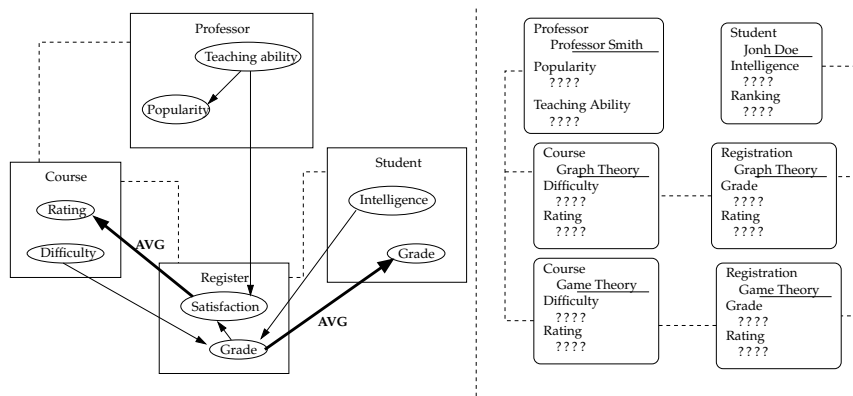 Professor
Teaching ability
Popularity
Course
Rating
Difficulty
AVG
Student
Intelligence
Grade
Register
Satisfaction
Grade
AVG
Professor
Professor Smith
Popularity
????
Teaching Ability
????
Student
Jonh Doe
Intelligence
????
Ranking
????
Course
Graph Theory
Difficulty
????
Rating
????
Registration
Graph Theory
Grade
????
Rating
????
Course
Game Theory
Difficulty
????
Rating
????
Registration
Game Theory
Grade
????
Rating
????